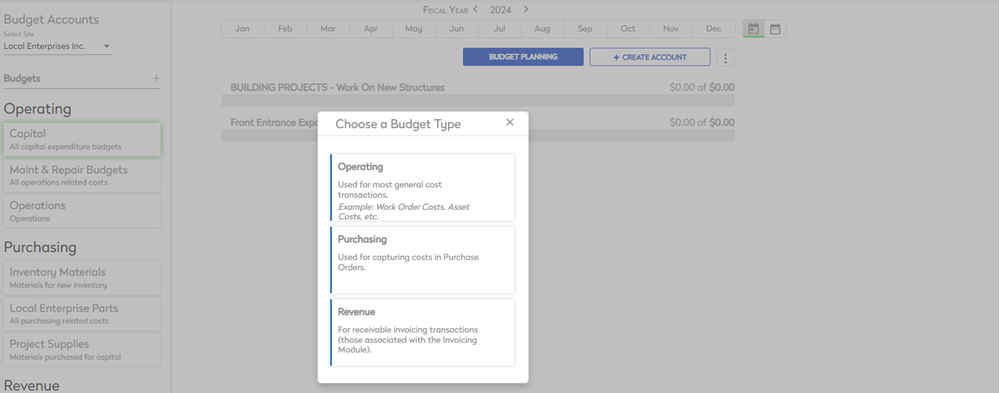 Budget Accounts
Select Site
Local Enterprises Inc.
Budgets
Operating
Capital
All capital expenditure budgets
Maint & Repair Budgets
All operations related costs
Operations
Operations
Purchasing
Inventory Materials
Materials for new inventory
Local Enterprise Parts
All purchasing related costs
Project Supplies
Materials purchased for capital
Revenue
Fiscal Year 2024
Jan Feb Mar Apr May Jun Jul Aug Sep Oct Nov Dec
BUDGET PLANNING + CREATE ACCOUNT
BUILDING PROJECTS - Work On New Structures $0.00 of $0.00
Front Entrance Expa $0.00 of $0.00
Choose a Budget Type
Operating
Used for most general cost
transactions.
Example: Work Order Costs, Asset
Costs, etc.
Purchasing
Used for capturing costs in Purchase
Orders.
Revenue
For receivable invoicing transactions
(those associated with the Invoicing
Module).